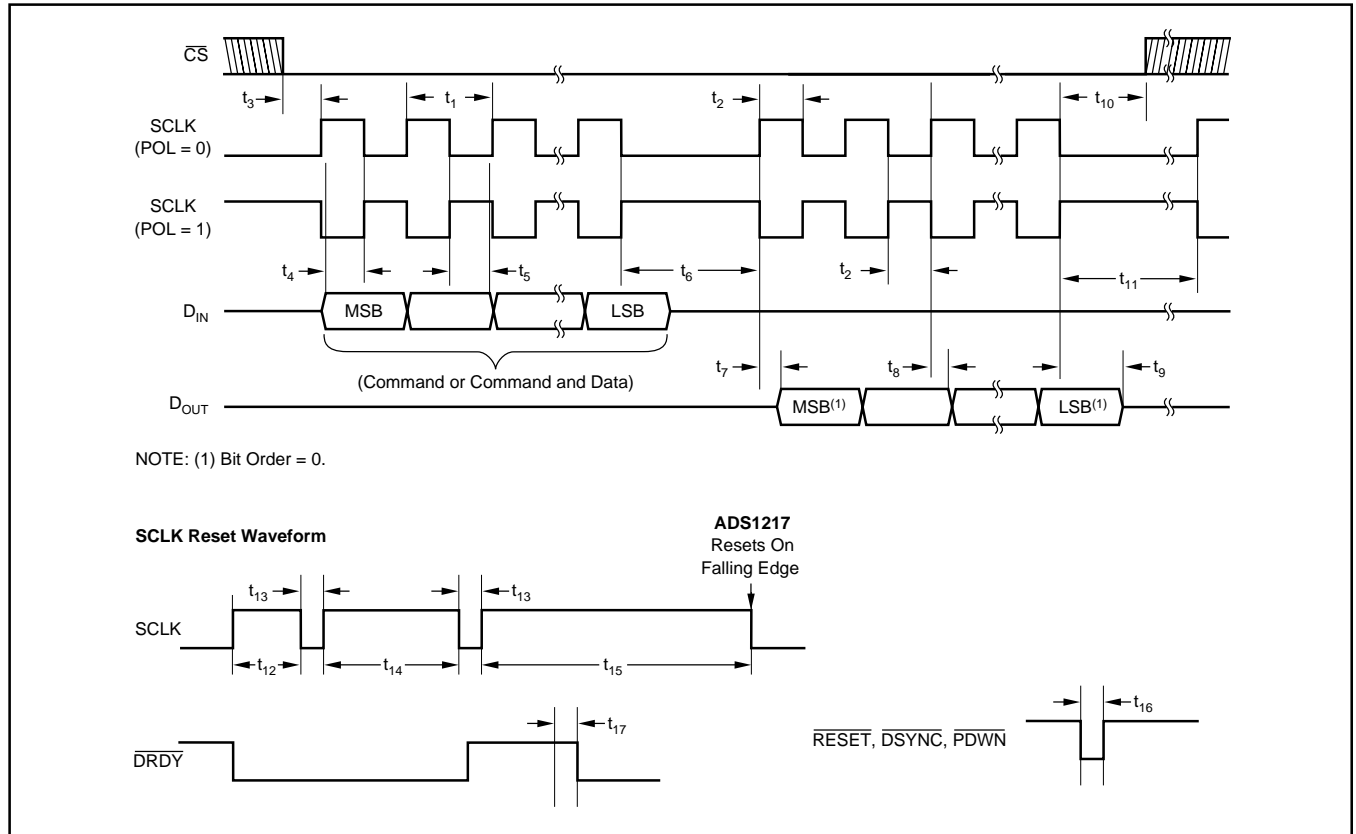 CS
t3
t1
t2
t10
SCLK
(POL = 0)
SCLK
(POL = 1)
t4
t5
t6
t2
t11
DIN
MSB
LSB
(Command or Command and Data)
t7
t8
t9
DOUT
MSB(1)
LSB(1)
NOTE: (1) Bit Order = 0.
SCLK Reset Waveform
ADS1217
Resets On
Falling Edge
t13
t13
SCLK
t12
t14
t15
t16
t17
RESET, DSYNC, PDWN
DRDY